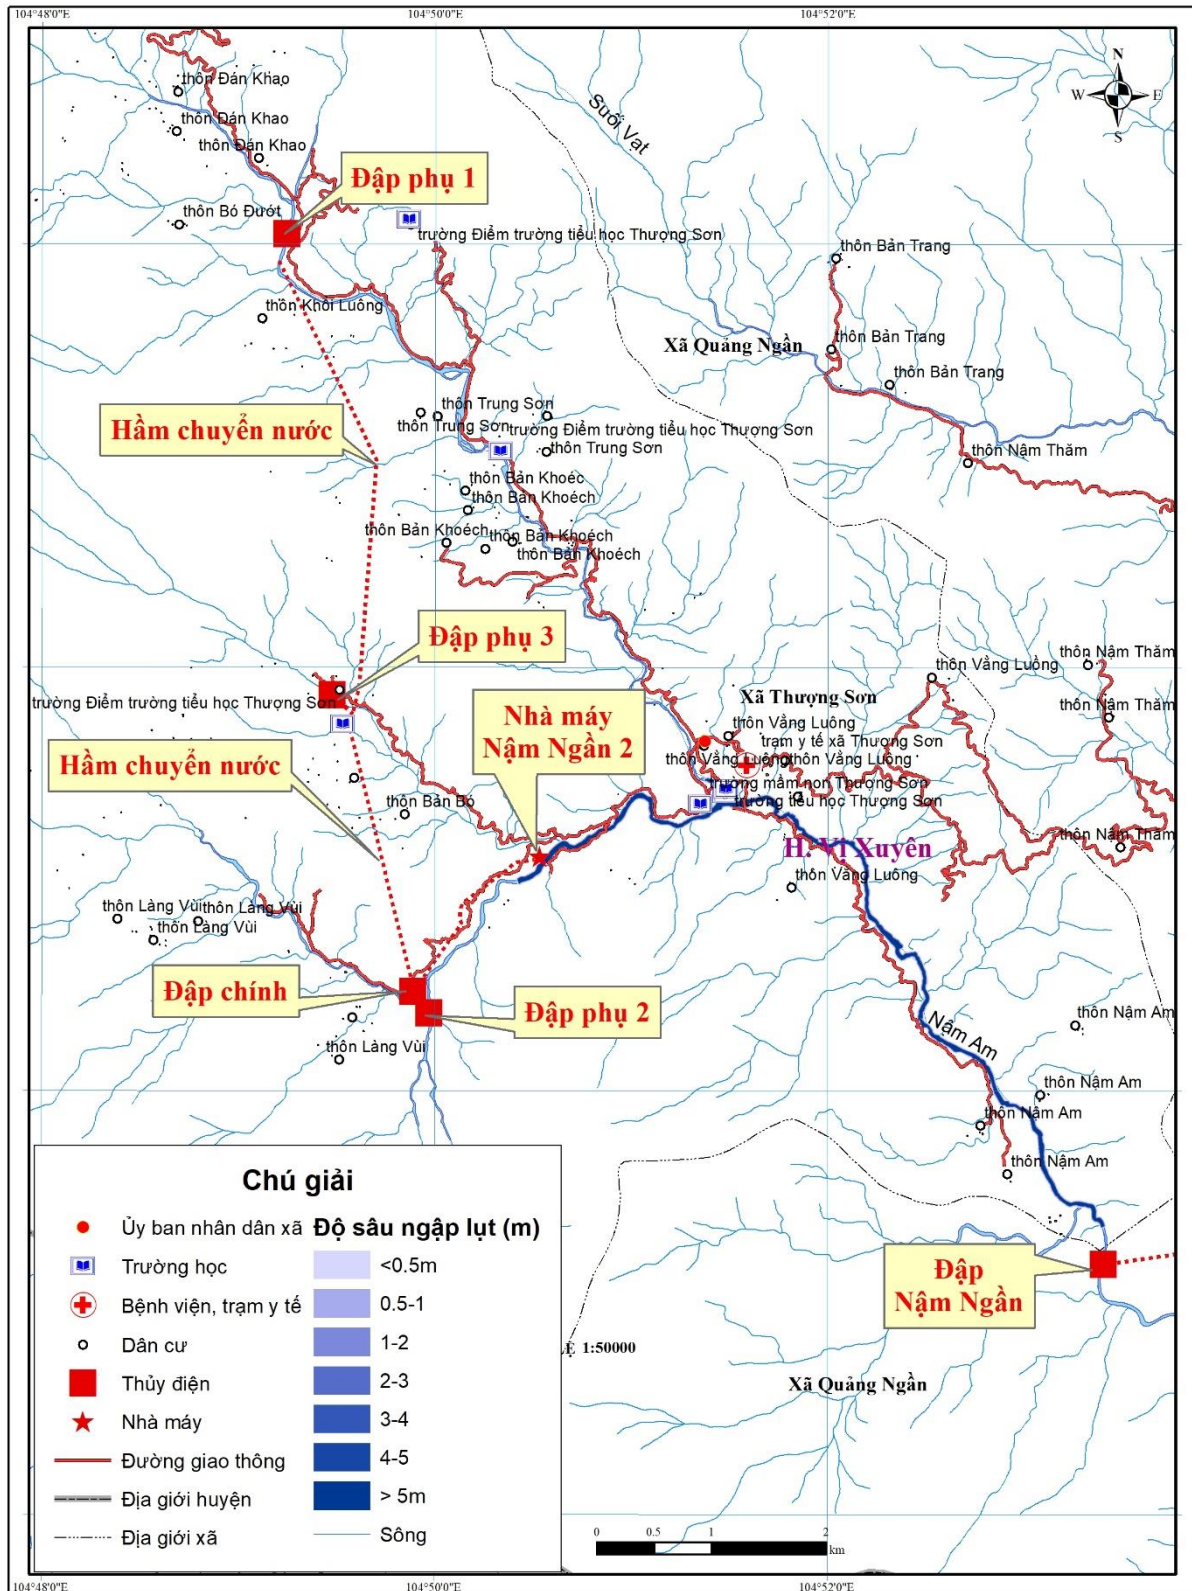 104°48'0"E
104°50'0"E
104°52'0"E
N
W
E
S
thôn Đán Khao
thôn Đán Khao
thôn Đán Khao
Suối Vạt
Đập phụ 1
thôn Bó Đướt
trường Điểm trường tiểu học Thượng Sơn
thôn Bản Trang
thôn Khôi Luông
thôn Bản Trang
Xã Quảng Ngần
thôn Bản Trang
thôn Trung Sơn
thôn Trung Sơn
trường Điểm trường tiểu học Thượng Sơn
Hầm chuyển nước
thôn Trung Sơn
thôn Nậm Thăm
thôn Bản Khoéc
thôn Bản Khoéch
thôn Bản Khoéch
thôn Bản Khoéch
thôn Bản Khoéch
Đập phụ 3
thôn Nậm Thăm
thôn Vằng Luông
trường Điểm trường tiểu học Thượng Sơn
Xã Thượng Sơn
thôn Nậm Thăm
Nhà máy
Nậm Ngần 2
thôn Vằng Luông
trạm y tế xã Thượng Sơn
thôn Vằng Luông
thôn Vằng Luông
Hầm chuyển nước
trường mầm non Thượng Sơn
trường tiểu học Thượng Sơn
thôn Bản Bó
thôn Nậm Thăm
H. Vị Xuyên
thôn Vằng Luông
thôn Làng Vùi
thôn Làng Vùi
thôn Làng Vùi
Đập chính
Đập phụ 2
thôn Nậm Am
Nậm Am
thôn Làng Vùi
thôn Nậm Am
thôn Nậm Am
thôn Nậm Am
Đập
Nậm Ngần
LỆ 1:50000
Xã Quảng Ngần
Chú giải
Ủy ban nhân dân xã
Trường học
Bệnh viện, trạm y tế
Dân cư
Thủy điện
Nhà máy
Đường giao thông
Địa giới huyện
Địa giới xã
Độ sâu ngập lụt (m)
<0.5m
0.5-1
1-2
2-3
3-4
4-5
> 5m
Sông
0
0.5
1
2
km
104°48'0"E
104°50'0"E
104°52'0"E